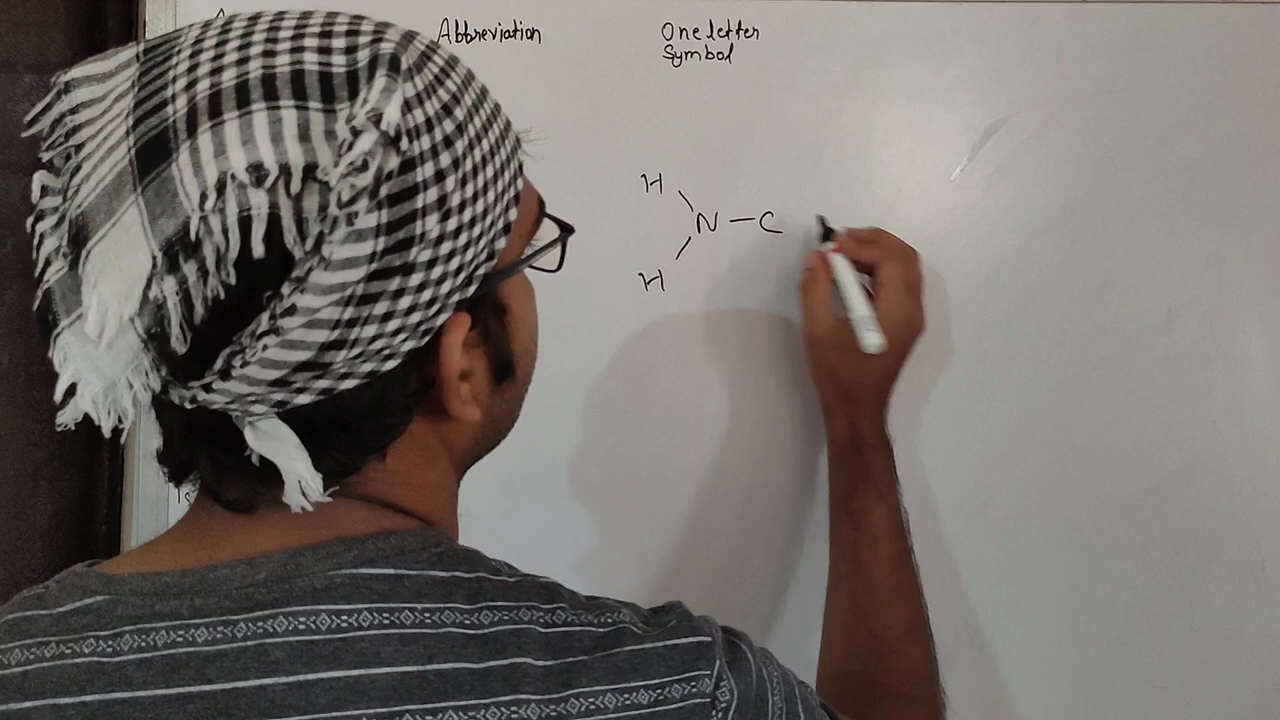 Abbreviation
One letter
Symbol
H
N - C
H